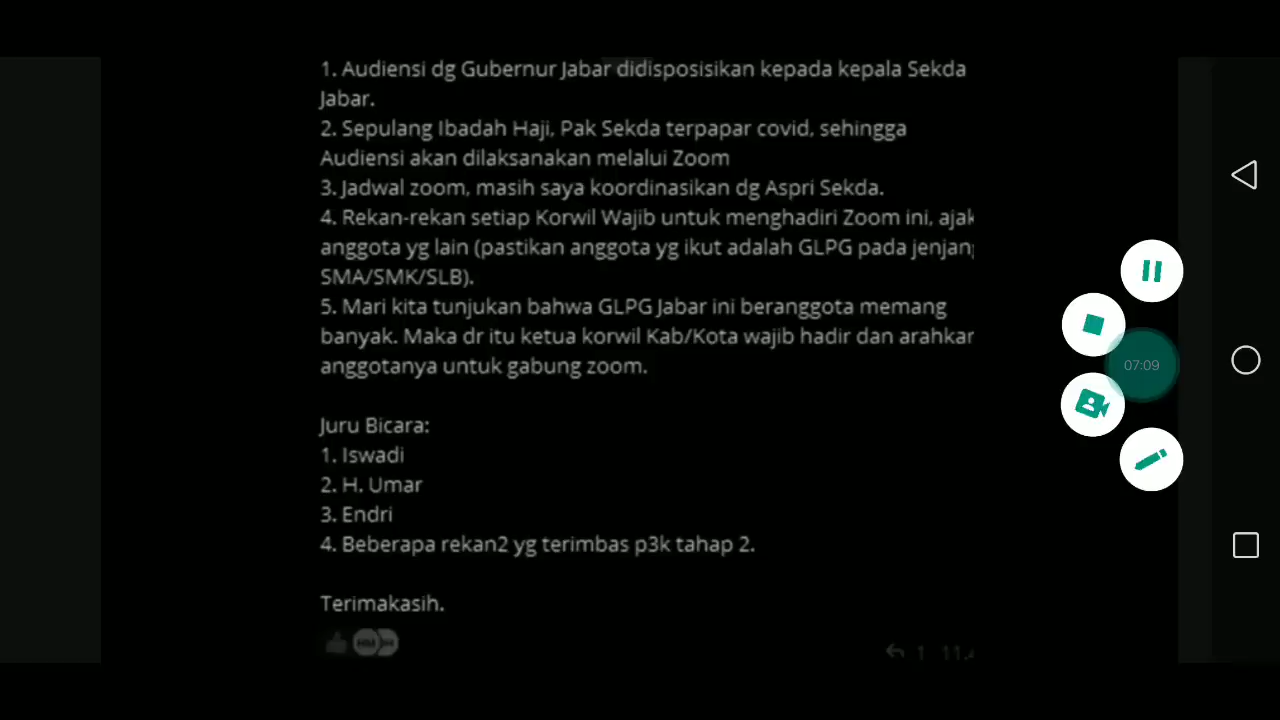 1. Audiensi dg Gubernur Jabar didisposisikan kepada kepala Sekda
Jabar.
2. Sepulang Ibadah Haji, Pak Sekda terpapar covid, sehingga
Audiensi akan dilaksanakan melalui Zoom
3. Jadwal zoom, masih saya koordinasikan dg Aspri Sekda.
4. Rekan-rekan setiap Korwil Wajib untuk menghadiri Zoom ini, ajak
anggota yg lain (pastikan anggota yg ikut adalah GLPG pada jenjang
SMA/SMK/SLB).
5. Mari kita tunjukan bahwa GLPG Jabar ini beranggota memang
banyak. Maka dr itu ketua korwil Kab/Kota wajib hadir dan arahkan
anggotanya untuk gabung zoom.
07:09
Juru Bicara:
1. Iswadi
2. H. Umar
3. Endri
4. Beberapa rekan2 yg terimbas p3k tahap 2.
Terimakasih.
1